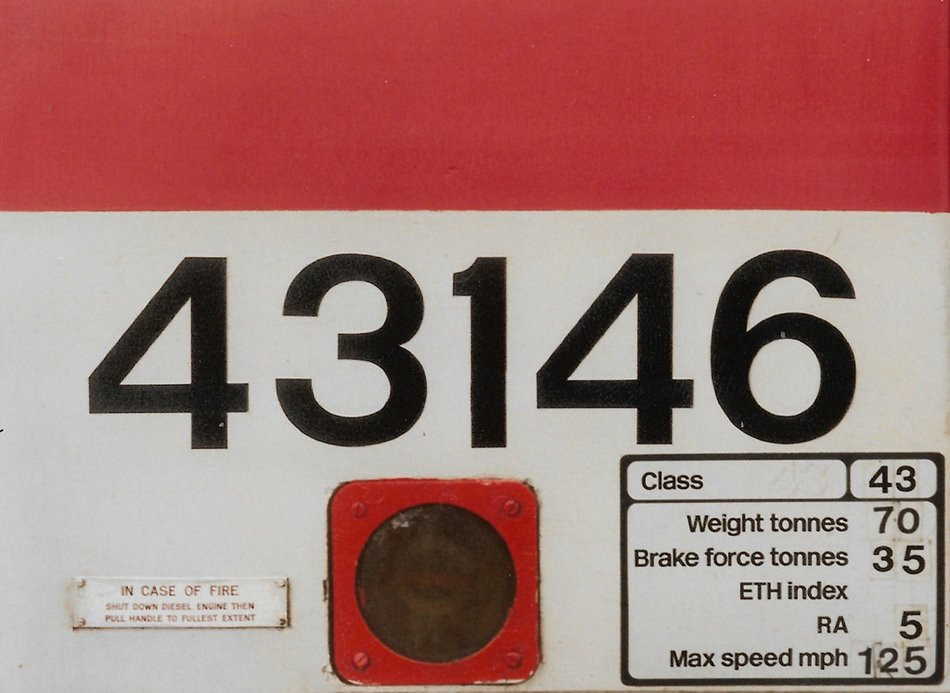 43146
Class 43
Weight tonnes 70
Brake force tonnes 35
ETH index
RA 5
Max speed mph 125
IN CASE OF FIRE
SHUT DOWN DIESEL ENGINE THEN
PULL HANDLE TO FULLEST EXTENT